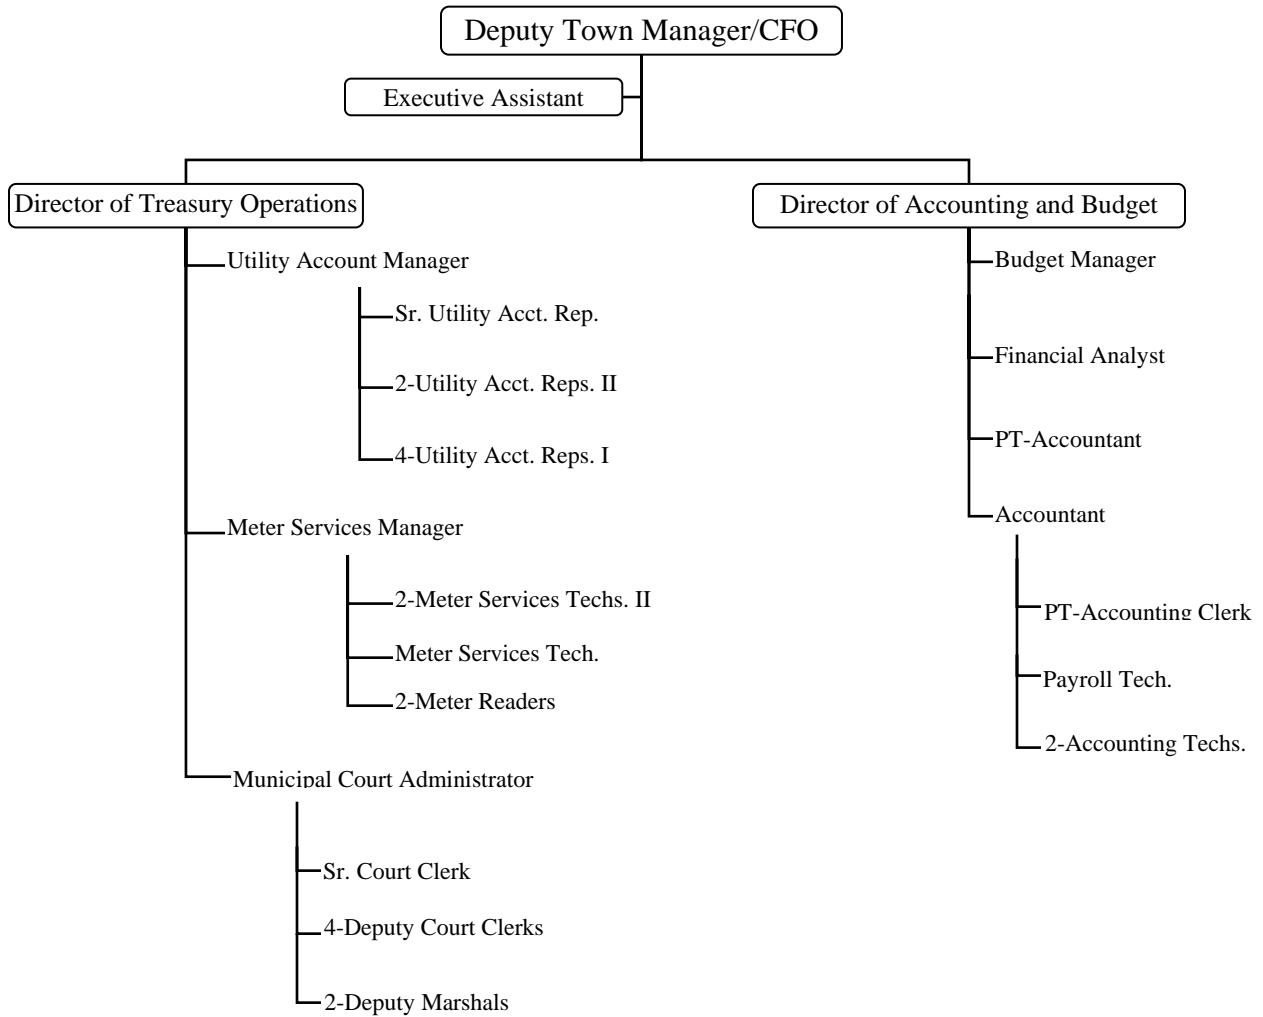 Deputy Town Manager/CFO
Executive Assistant
Director of Treasury Operations
Utility Account Manager
Sr. Utility Acct. Rep.
2-Utility Acct. Reps. II
4-Utility Acct. Reps. I
Meter Services Manager
2-Meter Services Techs. II
Meter Services Tech.
2-Meter Readers
Municipal Court Administrator
Sr. Court Clerk
4-Deputy Court Clerks
2-Deputy Marshals
Director of Accounting and Budget
Budget Manager
Financial Analyst
PT-Accountant
Accountant
PT-Accounting Clerk
Payroll Tech.
2-Accounting Techs.